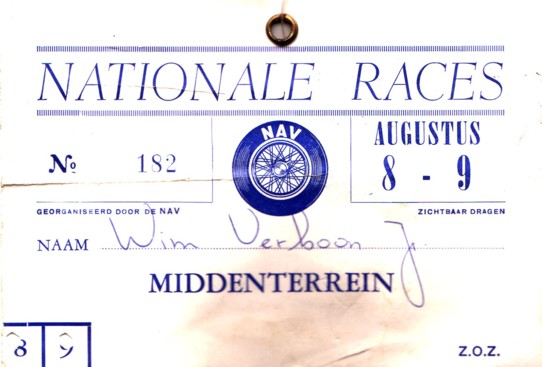 NATIONALE RACES
Nº 182
NAV
AUGUSTUS
8 - 9
GEORGANISEERD DOOR DE NAV
ZICHTBAAR DRAGEN
NAAM Wim Verboon Jr.
MIDDENTERREIN
8 9
Z.O.Z.